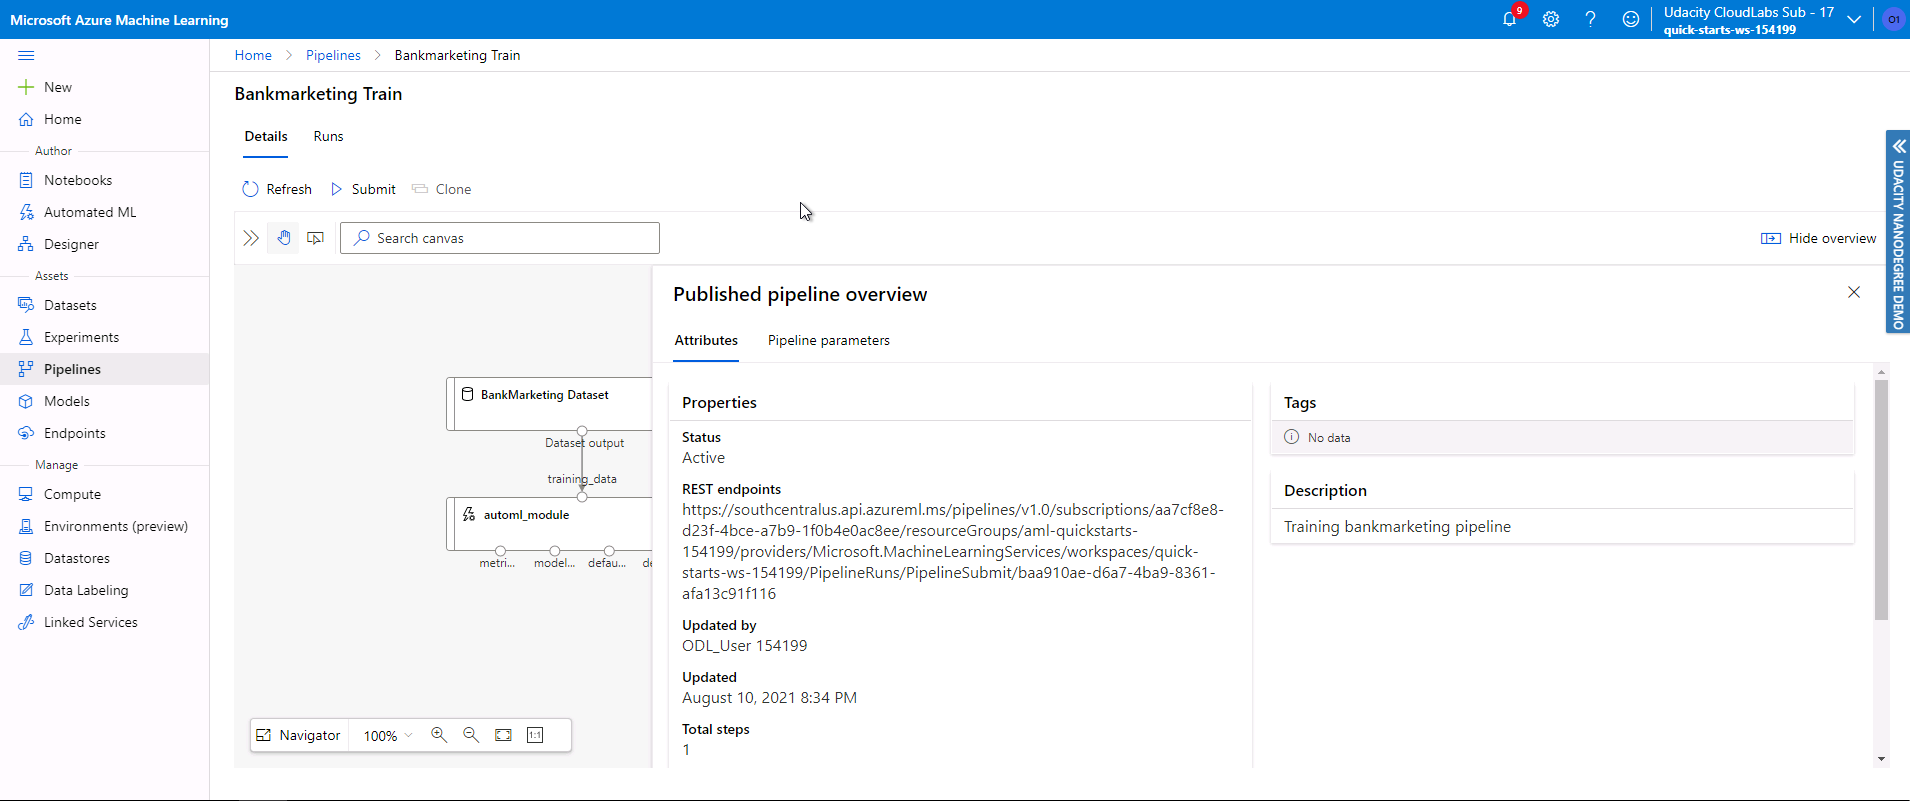 Microsoft Azure Machine Learning
9
Udacity CloudLabs Sub - 17
quick-starts-ws-154199
O1
New
Home
Author
Notebooks
Automated ML
Designer
Assets
Datasets
Experiments
Pipelines
Models
Endpoints
Manage
Compute
Environments (preview)
Datastores
Data Labeling
Linked Services
Home > Pipelines > Bankmarketing Train
Bankmarketing Train
Details Runs
Refresh Submit Clone
Search canvas
Hide overview
UDACITY NANODEGREE DEMO
BankMarketing Dataset
Dataset output
training_data
automl_module
metri... model... defau... de
Navigator 100% 1:1
Published pipeline overview
Attributes Pipeline parameters
Properties
Status
Active
REST endpoints
https://southcentralus.api.azureml.ms/pipelines/v1.0/subscriptions/aa7cf8e8-
d23f-4bce-a7b9-1f0b4e0ac8ee/resourceGroups/aml-quickstarts-
154199/providers/Microsoft.MachineLearningServices/workspaces/quick-
starts-ws-154199/PipelineRuns/PipelineSubmit/baa910ae-d6a7-4ba9-8361-
afa13c91f116
Updated by
ODL_User 154199
Updated
August 10, 2021 8:34 PM
Total steps
1
Tags
No data
Description
Training bankmarketing pipeline